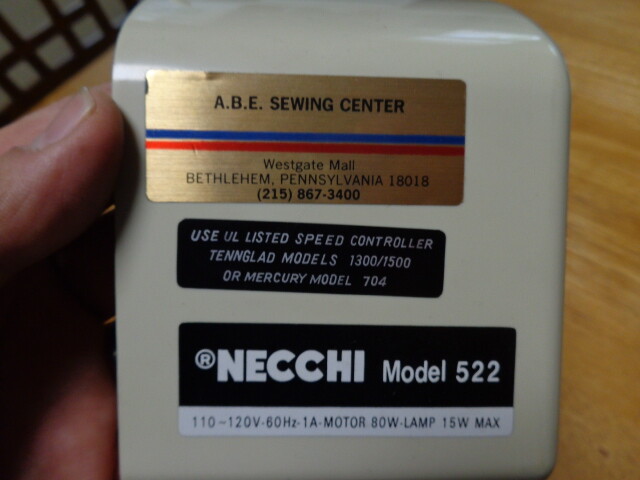 A.B.E. SEWING CENTER
Westgate Mall
BETHLEHEM, PENNSYLVANIA 18018
(215) 867-3400
USE UL LISTED SPEED CONTROLLER
TENNGLAD MODELS 1300/1500
OR MERCURY MODEL 704
®NECCHI Model 522
110-120V-60Hz-1A-MOTOR 80W-LAMP 15W MAX